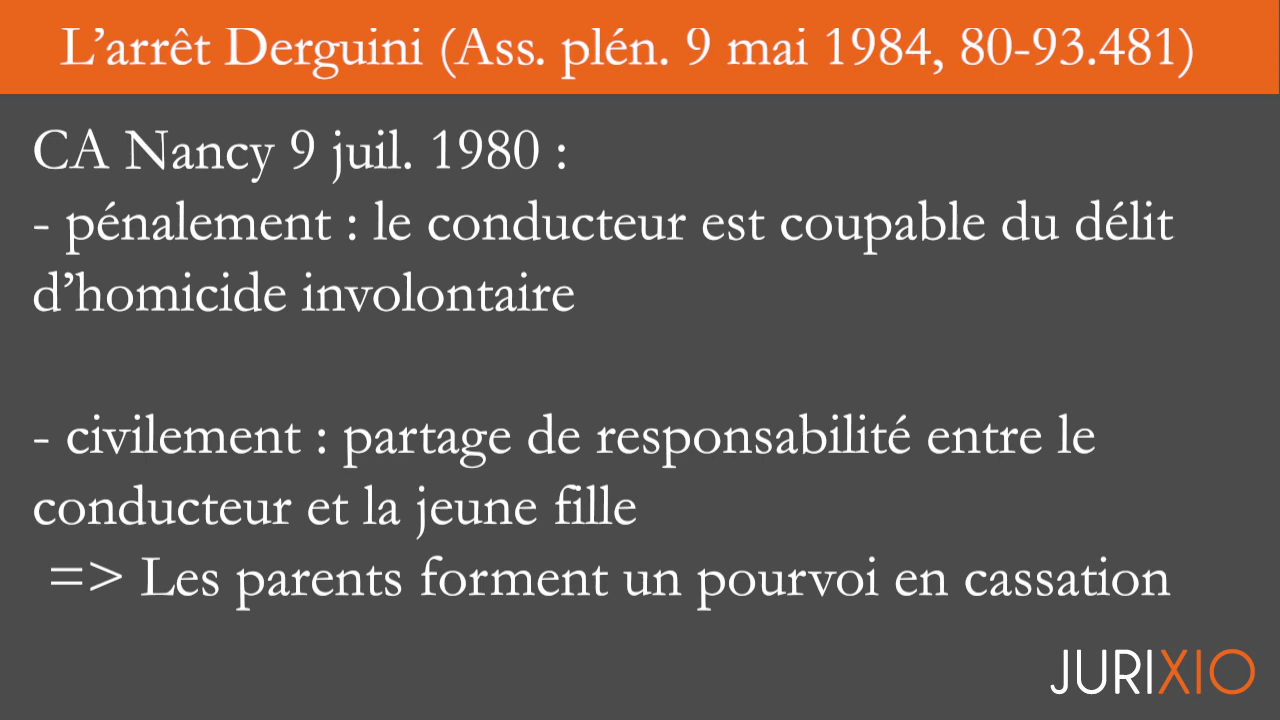 L’arrêt Derguini (Ass. plén. 9 mai 1984, 80-93.481)
CA Nancy 9 juil. 1980 :
- pénalement : le conducteur est coupable du délit
d’homicide involontaire
- civilement : partage de responsabilité entre le
conducteur et la jeune fille
=> Les parents forment un pourvoi en cassation
JURIXIO